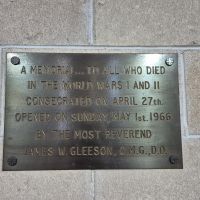 A MEMORIAL... TO ALL WHO DIED
IN THE WORLD WARS I AND II
CONSECRATED ON APRIL 27th.
OPENED ON SUNDAY, MAY 1st. 1966
BY THE MOST REVEREND
JAMES W. GLEESON, C.M.G., D.D.